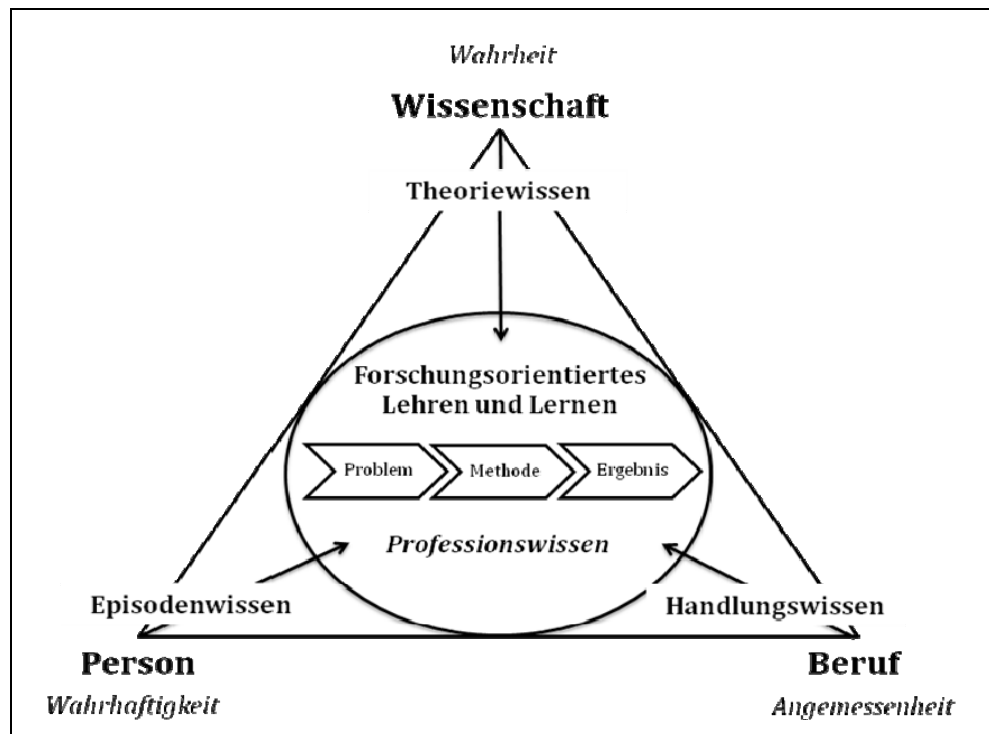 Wahrheit
Wissenschaft
Theoriewissen
Forschungsorientiertes
Lehren und Lernen
Problem
Methode
Ergebnis
Professionswissen
Episodenwissen
Handlungswissen
Person
Beruf
Wahrhaftigkeit
Angemessenheit